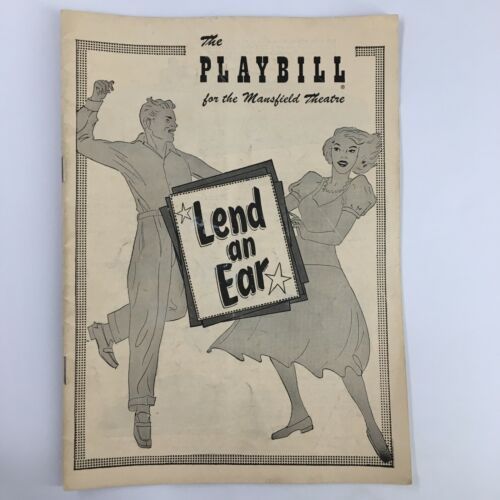 The
PLAYBILL
®
for the Mansfield Theatre
Lend
an
Ear